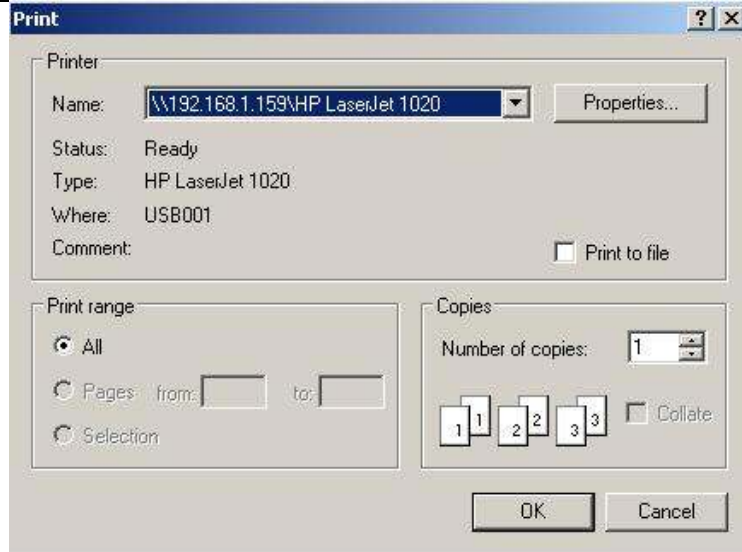 Print
Printer
Name: \\192.168.1.159\HP LaserJet 1020 Properties...
Status: Ready
Type: HP LaserJet 1020
Where: USB001
Comment: Print to file
Print range
All
Pages from: to:
Selection
Copies
Number of copies: 1
1 1 2 2 3 3 Collate
OK Cancel